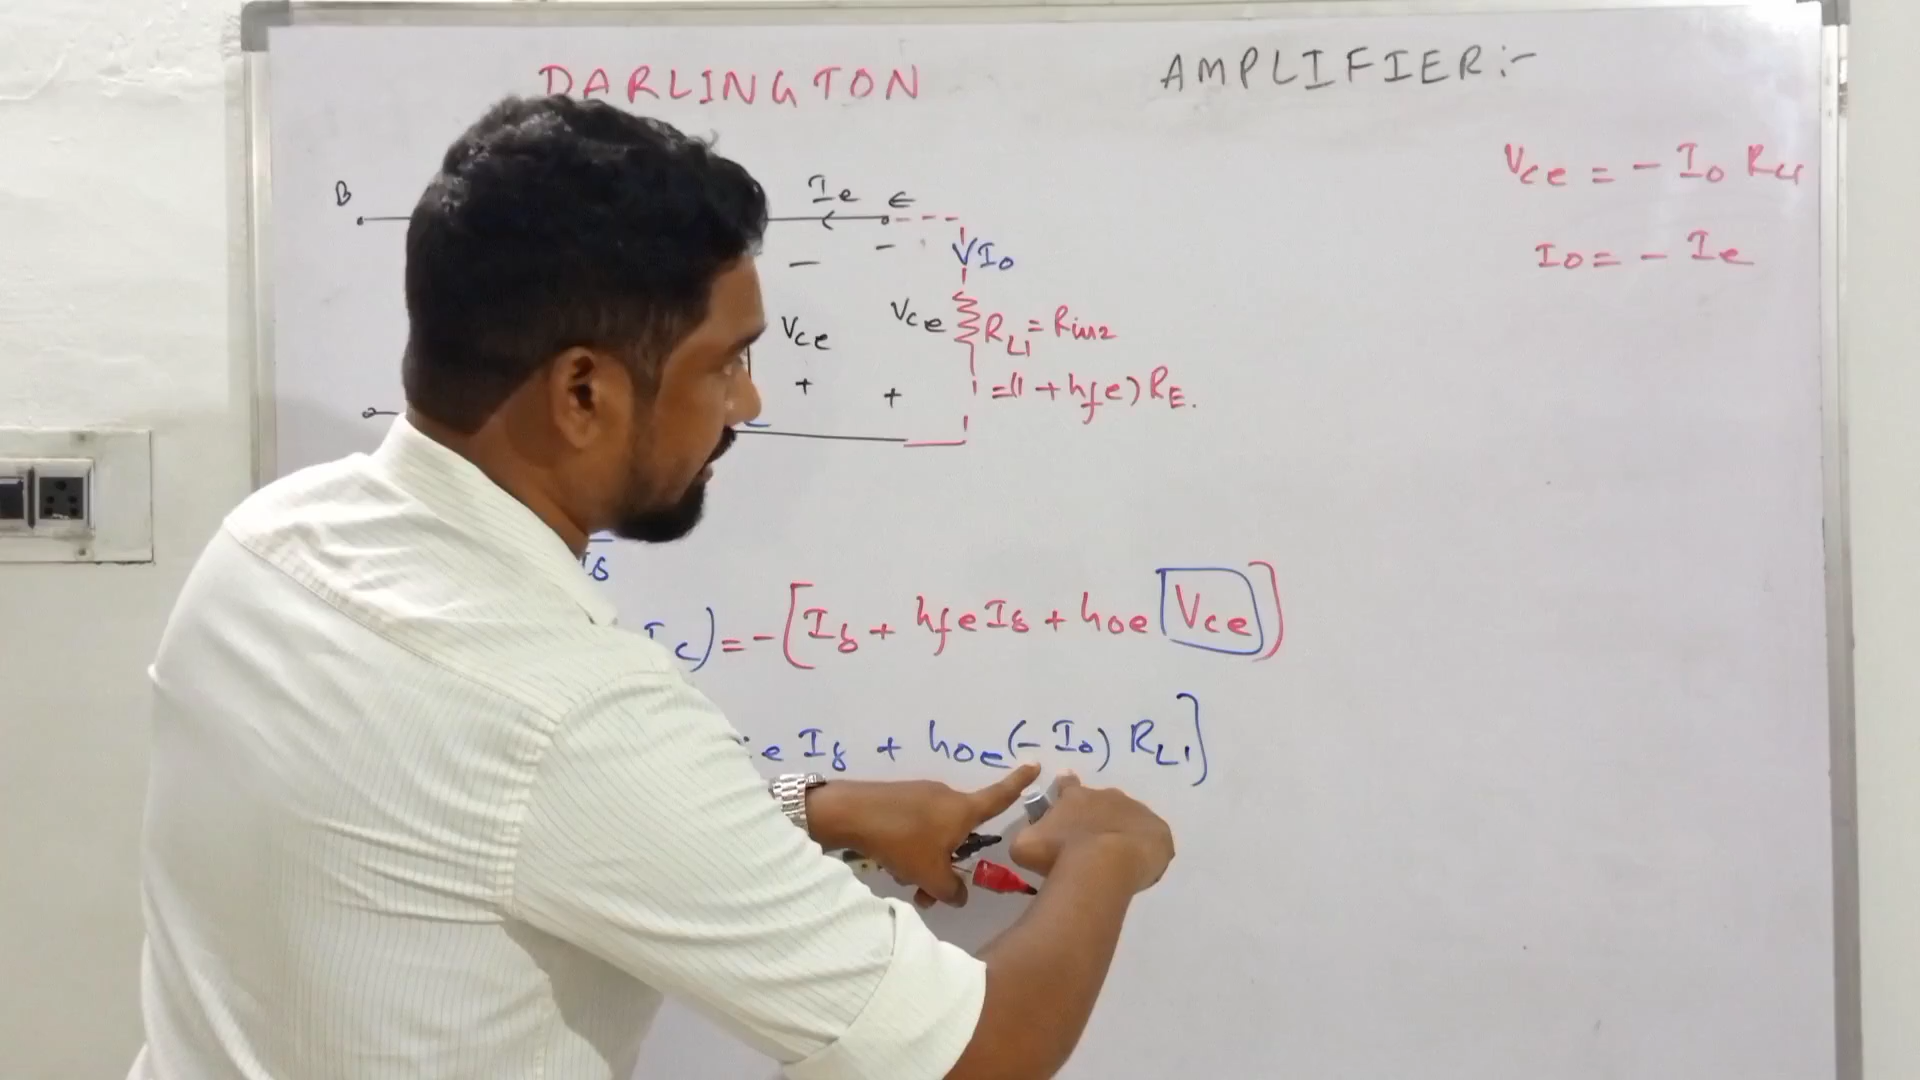 DARLINGTON AMPLIFIER:-
Vce = - Io RL1
Io = - Ie
B
Ie E
-
-
Io
Vce
Vce
RL1 = Rin2
+
+
=(1 + hfe) RE.
Ib
Ic) = - [Ib + hfe Ib + hoe Vce]
e Ib + hoe (- Io) RL1]